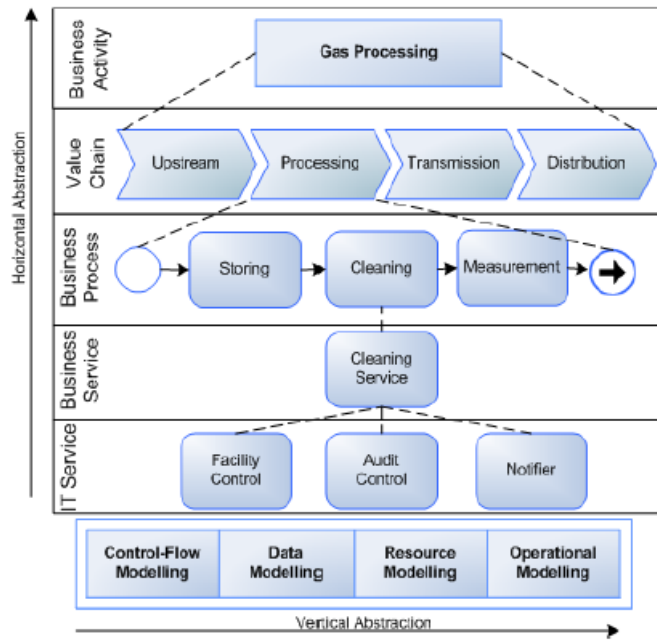 Horizontal Abstraction
Business
Activity
Gas Processing
Value
Chain
Upstream
Processing
Transmission
Distribution
Business
Process
Storing
Cleaning
Measurement
Business
Service
Cleaning
Service
IT Service
Facility
Control
Audit
Control
Notifier
Control-Flow
Modelling
Data
Modelling
Resource
Modelling
Operational
Modelling
Vertical Abstraction